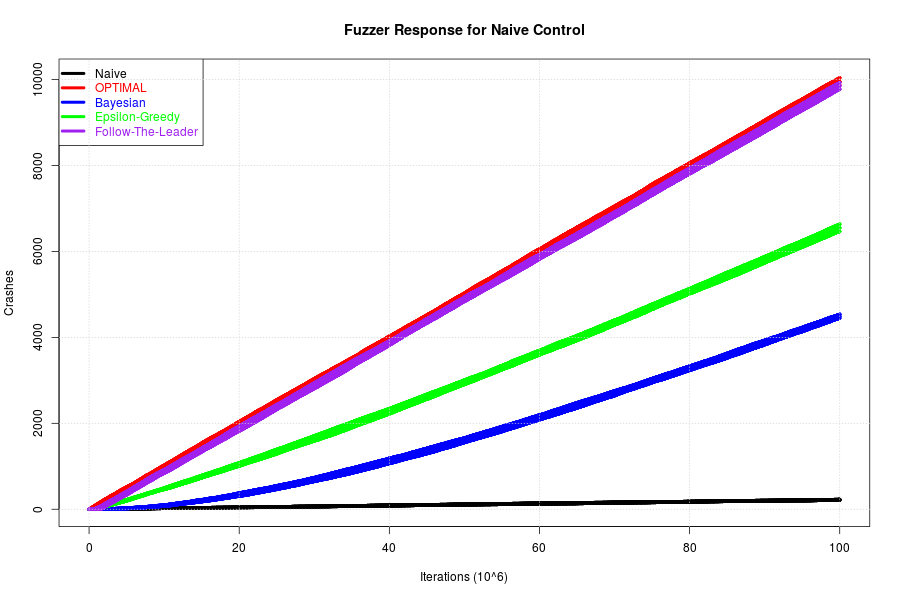 Fuzzer Response for Naive Control
Naive
OPTIMAL
Bayesian
Epsilon-Greedy
Follow-The-Leader
Crashes
10000
8000
6000
4000
2000
0
0 20 40 60 80 100
Iterations (10^6)